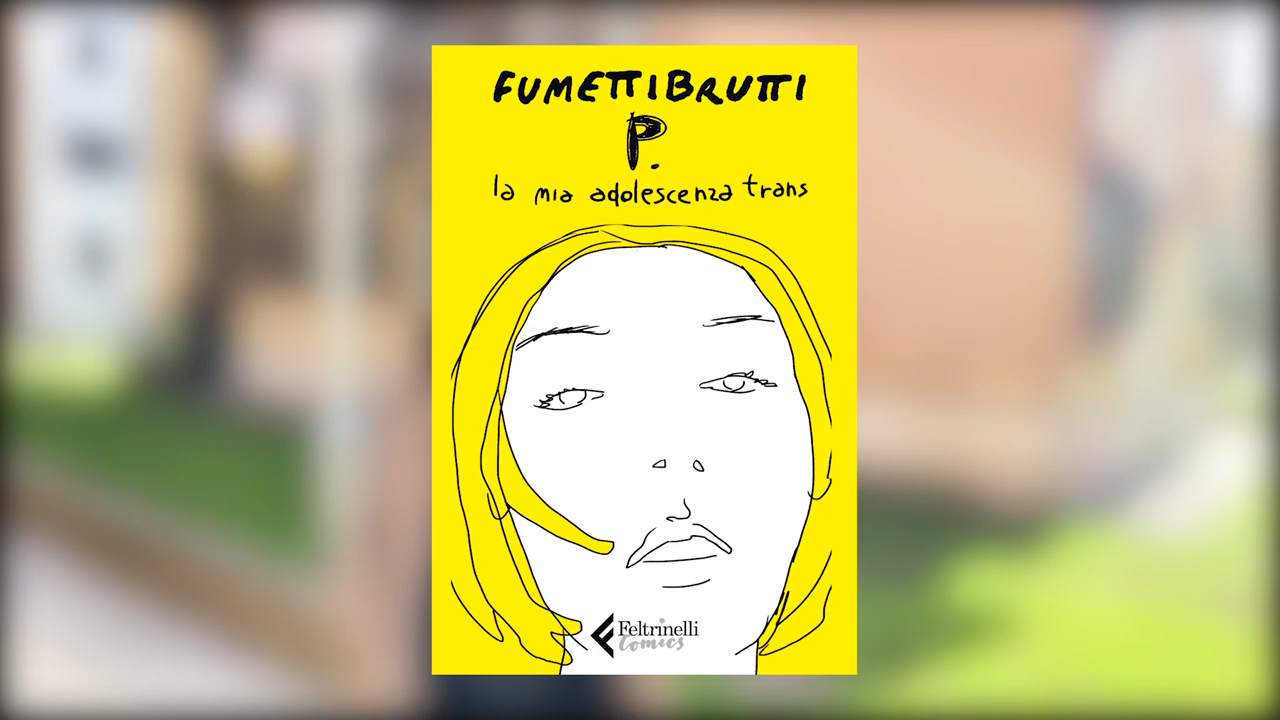 FUMETTIBRUTTI
P.
la mia adolescenza trans
Feltrinelli
Comics